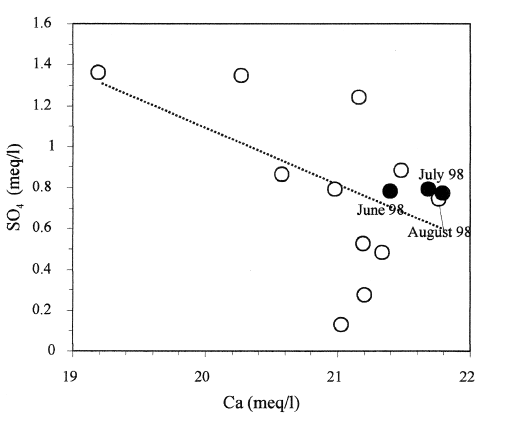 1.6
1.4
1.2
1
0.8
0.6
0.4
0.2
0
SO4 (meq/l)
July 98
June 98
August 98
19
20
21
22
Ca (meq/l)